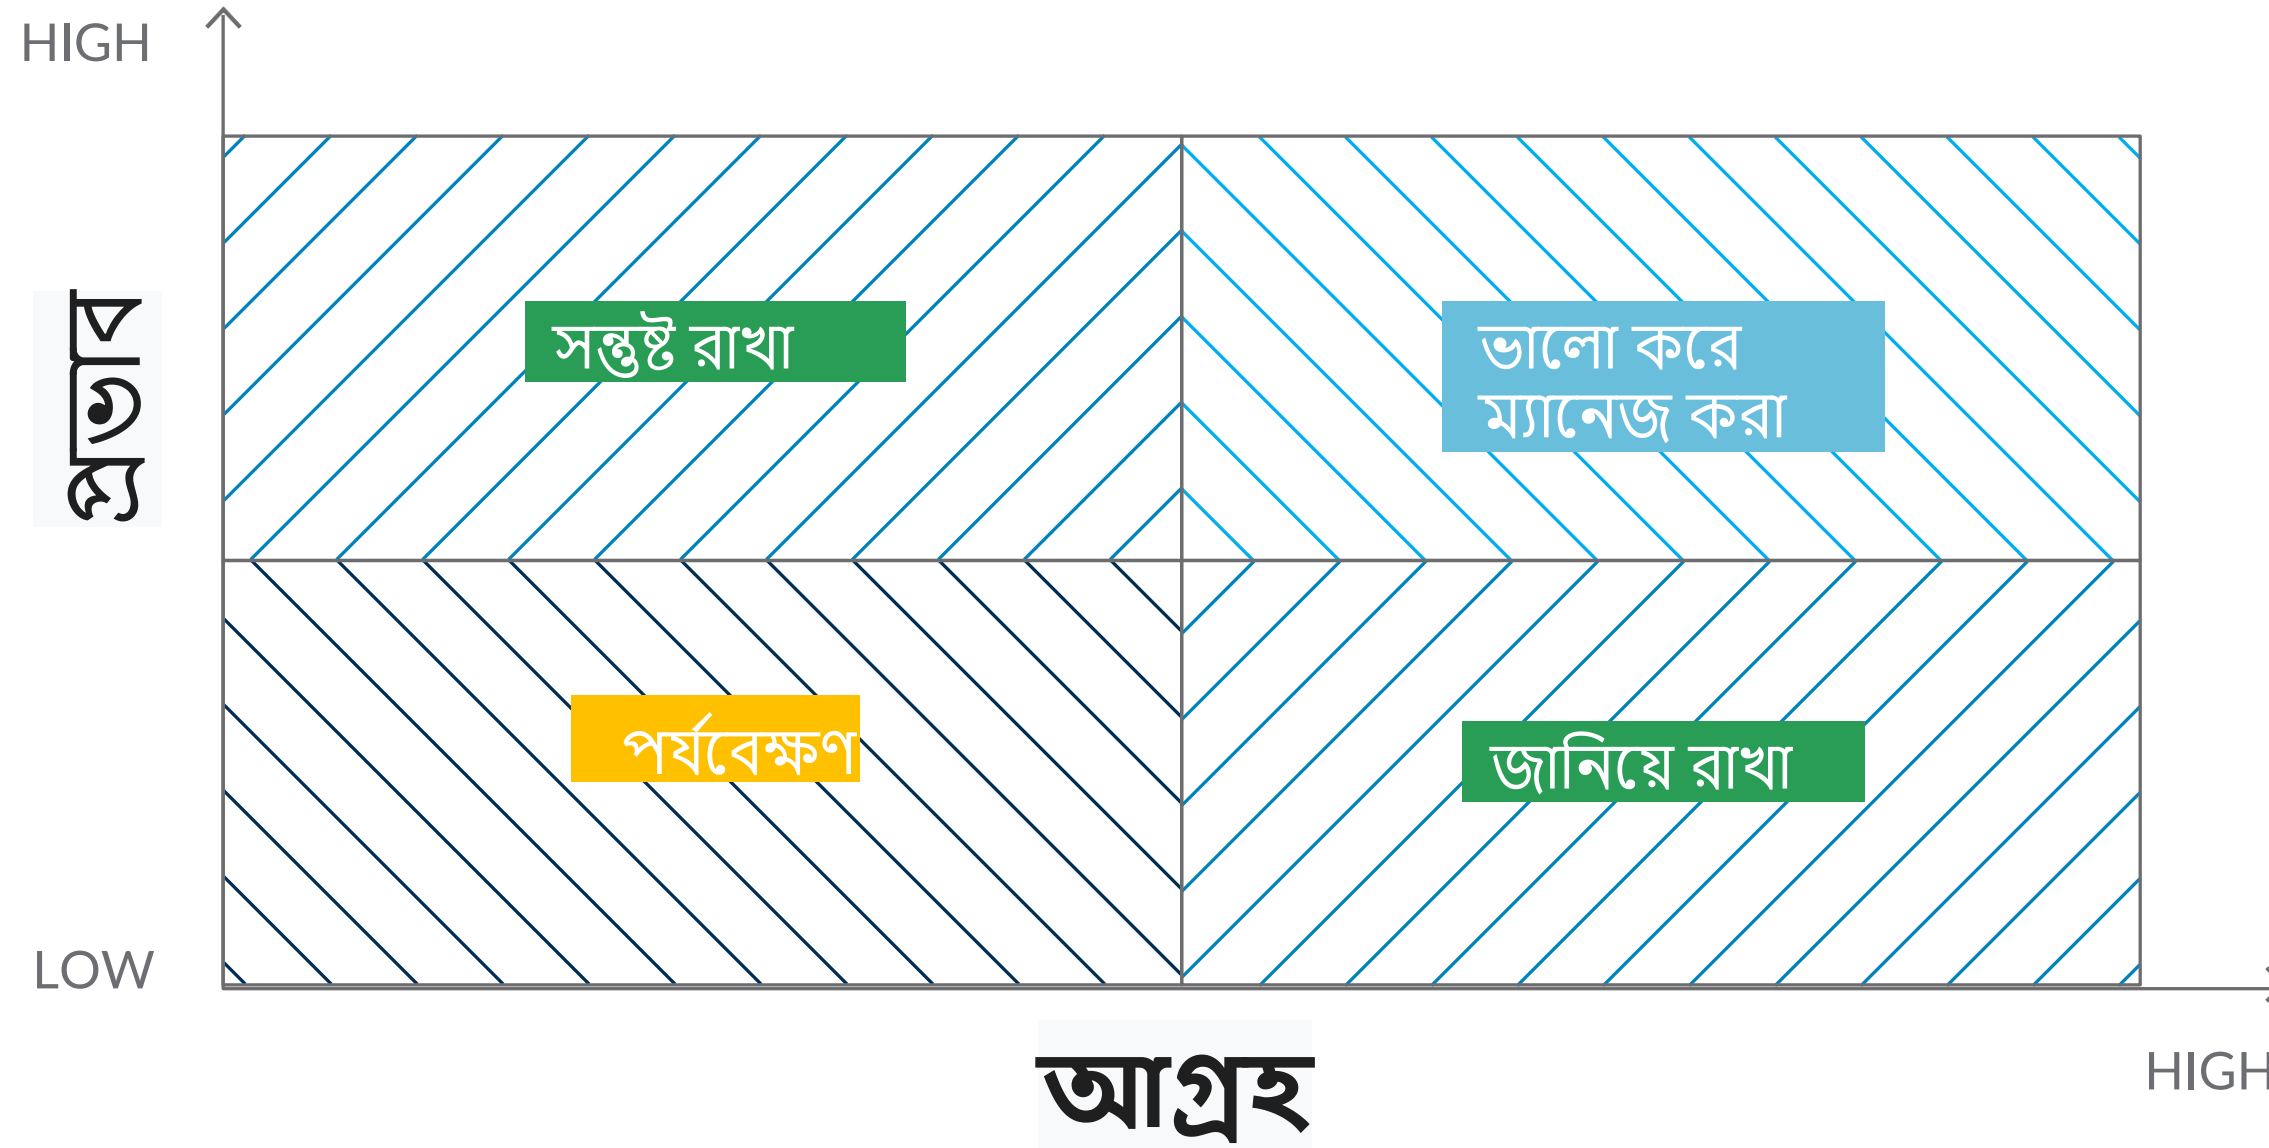 HIGH
প্রভাব
সন্তুষ্ট রাখা
ভালো করে
ম্যানেজ করা
পর্যবেক্ষণ
জানিয়ে রাখা
LOW
আগ্রহ
HIGH